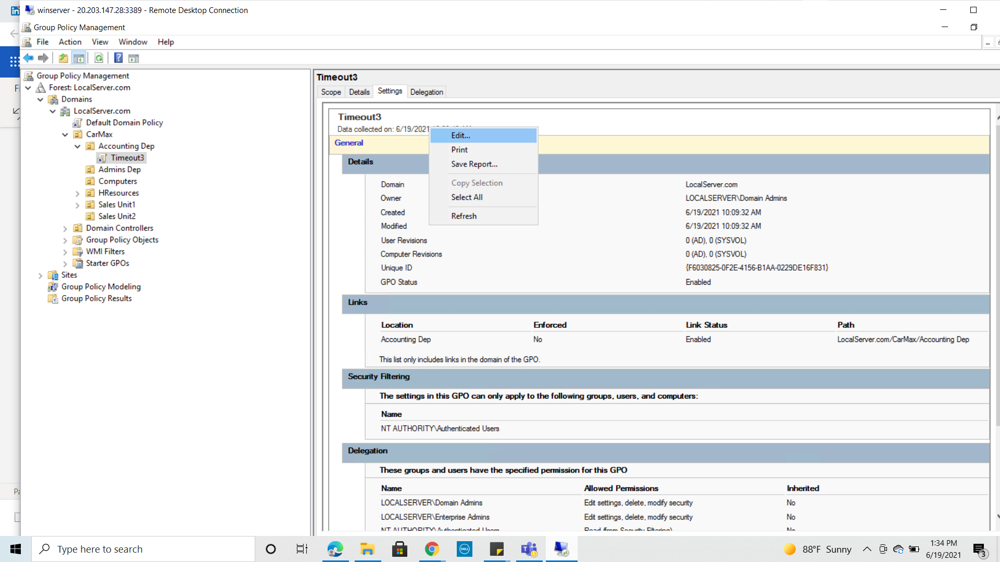 winserver - 20.203.147.28:3389 - Remote Desktop Connection
Group Policy Management
File Action View Window Help
Group Policy Management
Forest: LocalServer.com
Domains
LocalServer.com
Default Domain Policy
CarMax
Accounting Dep
Timeout3
Admins Dep
Computers
HResources
Sales Unit1
Sales Unit2
Domain Controllers
Group Policy Objects
WMI Filters
Starter GPOs
Sites
Group Policy Modeling
Group Policy Results
Timeout3
Scope Details Settings Delegation
Timeout3
Data collected on: 6/19/2021
General
Edit...
Print
Save Report...
Copy Selection
Select All
Refresh
Details
Domain LocalServer.com
Owner LOCALSERVER\Domain Admins
Created 6/19/2021 10:09:32 AM
Modified 6/19/2021 10:09:32 AM
User Revisions 0 (AD), 0 (SYSVOL)
Computer Revisions 0 (AD), 0 (SYSVOL)
Unique ID {F6030825-0F2E-4156-B1AA-0229DE16F831}
GPO Status Enabled
Links
Location Enforced Link Status Path
Accounting Dep No Enabled LocalServer.com/CarMax/Accounting Dep
This list only includes links in the domain of the GPO.
Security Filtering
The settings in this GPO can only apply to the following groups, users, and computers:
Name
NT AUTHORITY\Authenticated Users
Delegation
These groups and users have the specified permission for this GPO
Name Allowed Permissions Inherited
LOCALSERVER\Domain Admins Edit settings, delete, modify security No
LOCALSERVER\Enterprise Admins Edit settings, delete, modify security No
NT AUTHORITY\Authenticated Users Read (from Security Filtering) No
Type here to search
DELL
88°F Sunny
1:34 PM
6/19/2021
3